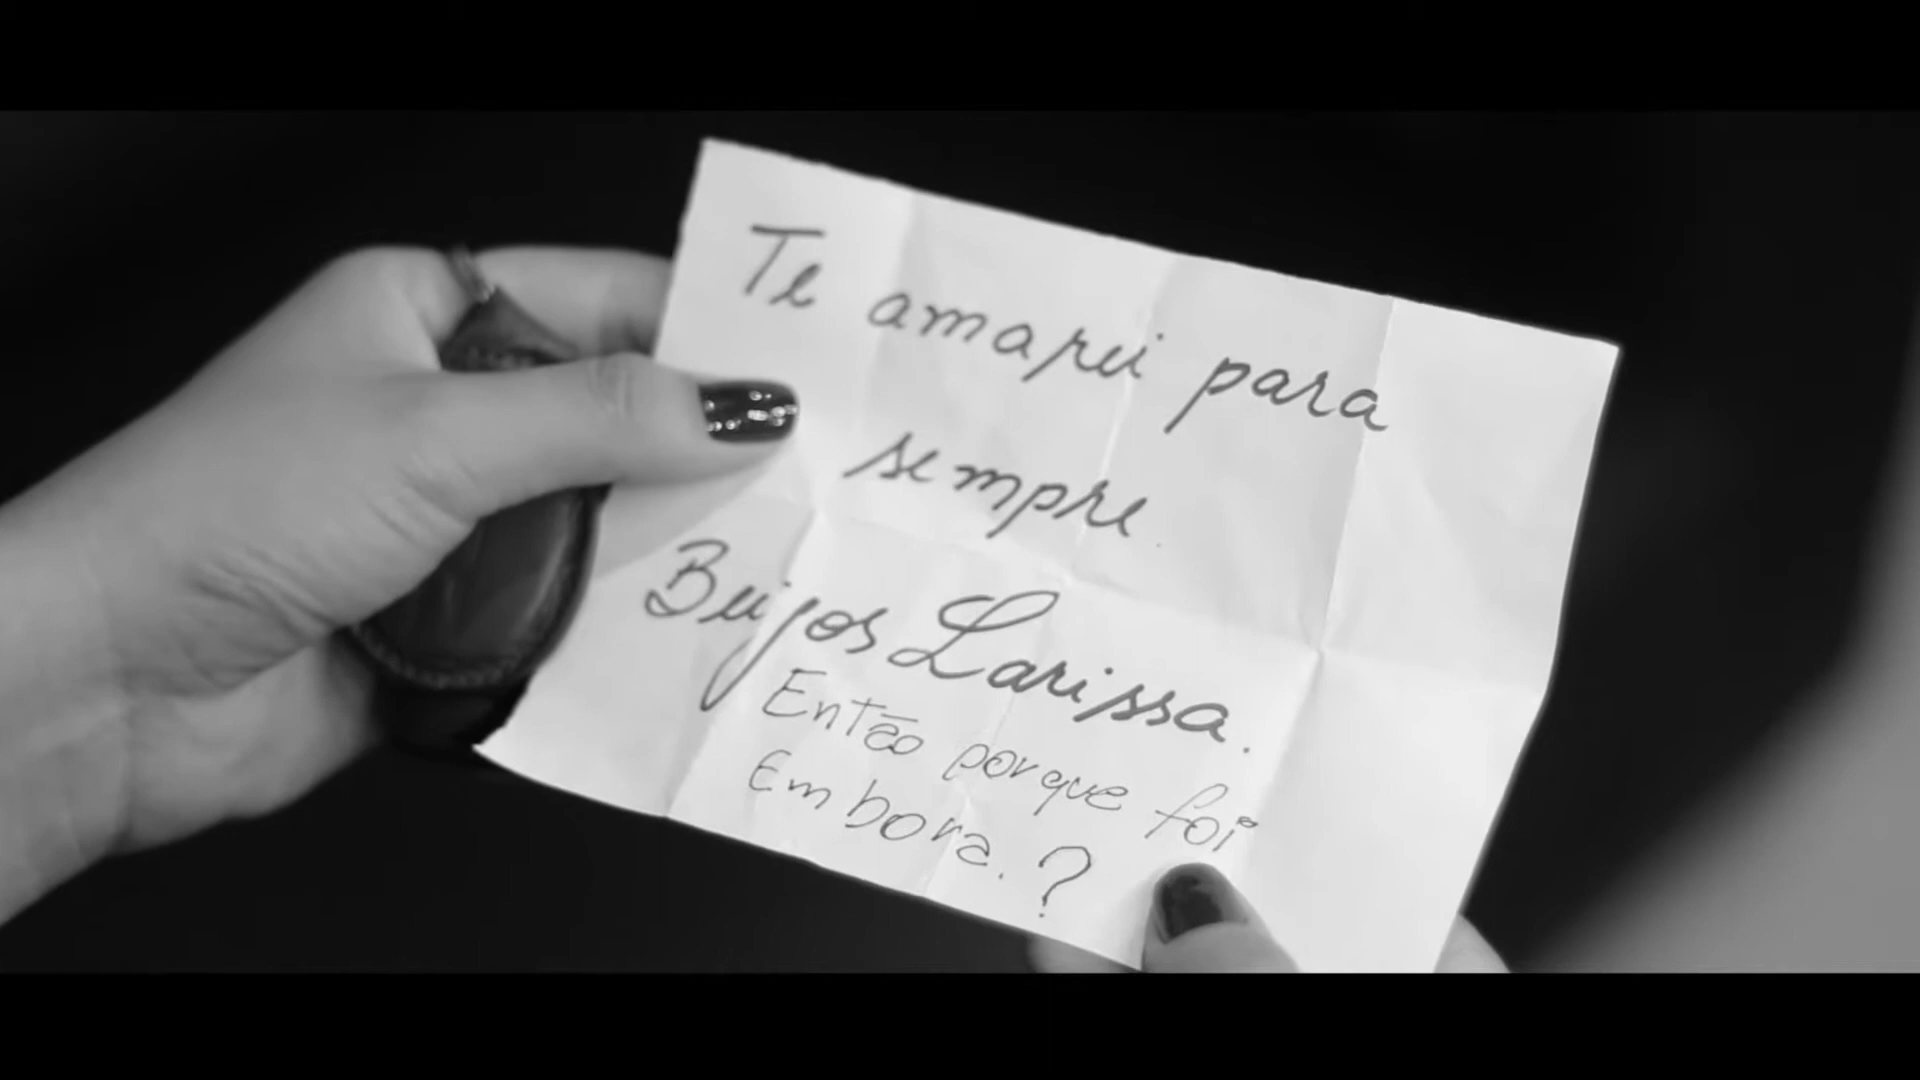 Te amarei para
sempre.
Beijos Larissa.
Então porque foi
Embora.?